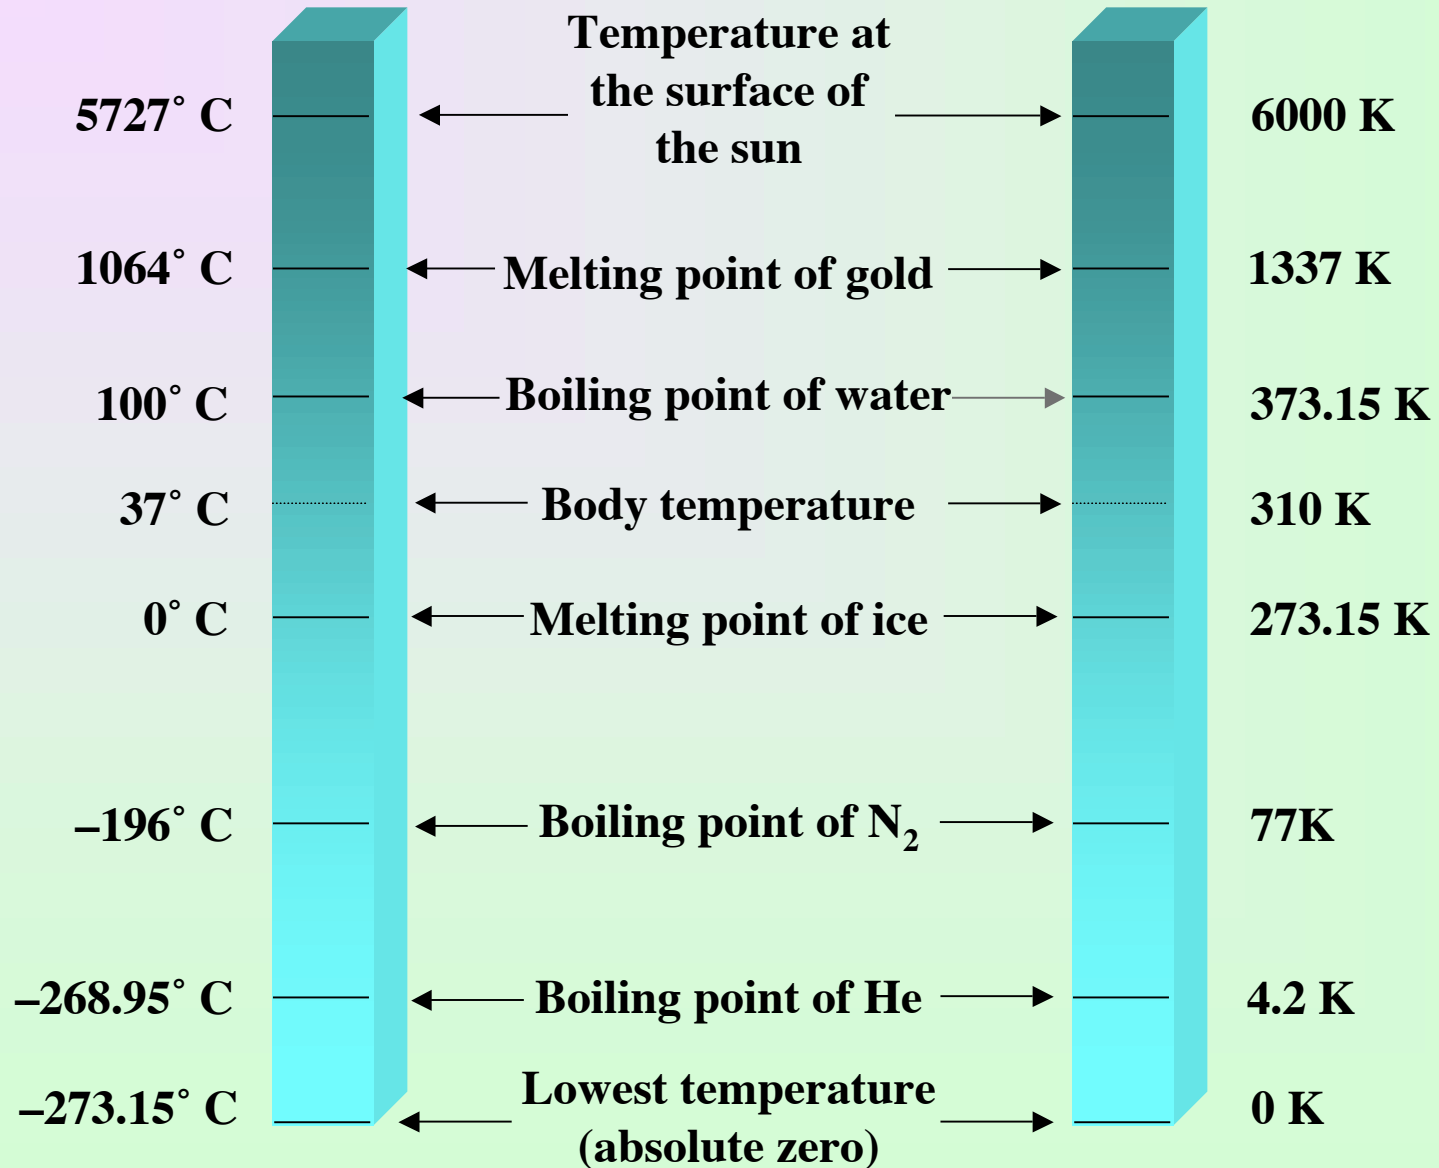 Temperature at
the surface of
the sun
5727˚ C
6000 K
1064˚ C
Melting point of gold
1337 K
100˚ C
Boiling point of water
373.15 K
37˚ C
Body temperature
310 K
0˚ C
Melting point of ice
273.15 K
–196˚ C
Boiling point of N₂
77K
–268.95˚ C
Boiling point of He
4.2 K
–273.15˚ C
Lowest temperature
(absolute zero)
0 K